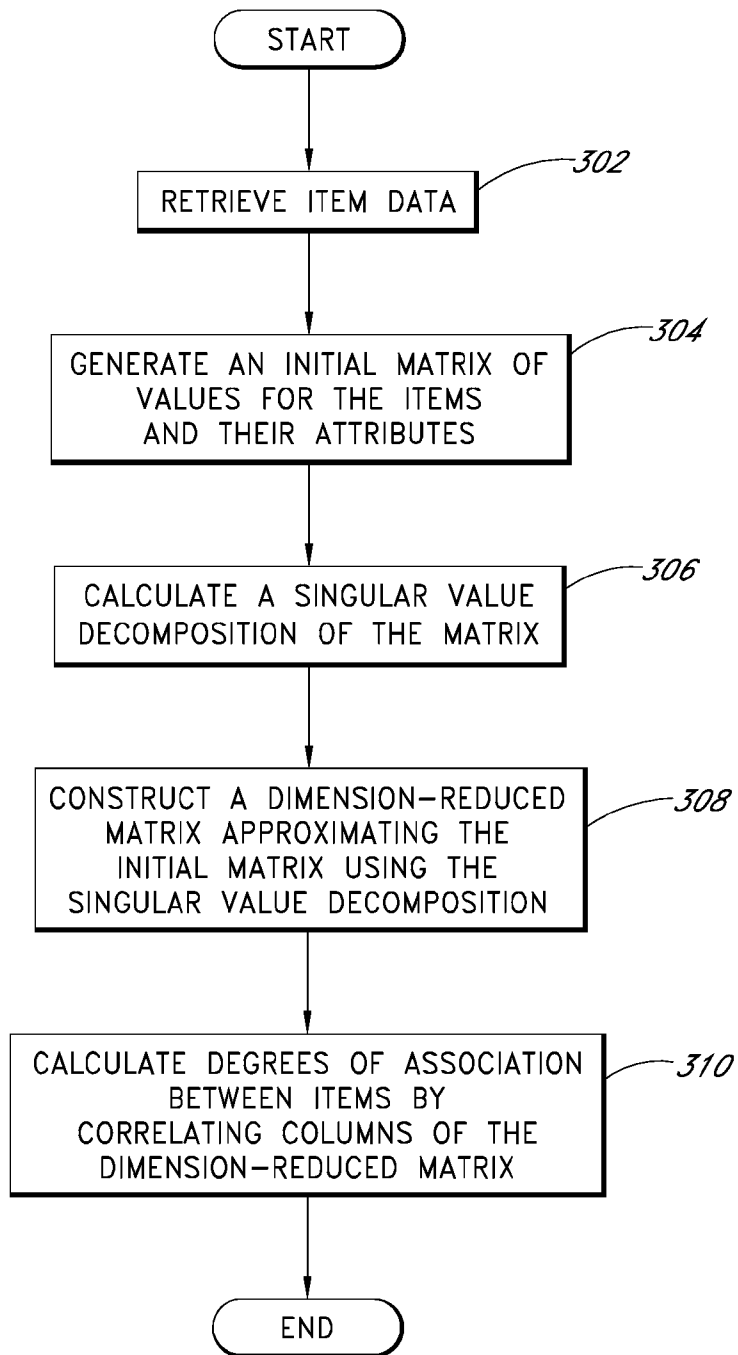 START
302
RETRIEVE ITEM DATA
304
GENERATE AN INITIAL MATRIX OF
VALUES FOR THE ITEMS
AND THEIR ATTRIBUTES
306
CALCULATE A SINGULAR VALUE
DECOMPOSITION OF THE MATRIX
308
CONSTRUCT A DIMENSION-REDUCED
MATRIX APPROXIMATING THE
INITIAL MATRIX USING THE
SINGULAR VALUE DECOMPOSITION
310
CALCULATE DEGREES OF ASSOCIATION
BETWEEN ITEMS BY
CORRELATING COLUMNS OF THE
DIMENSION-REDUCED MATRIX
END